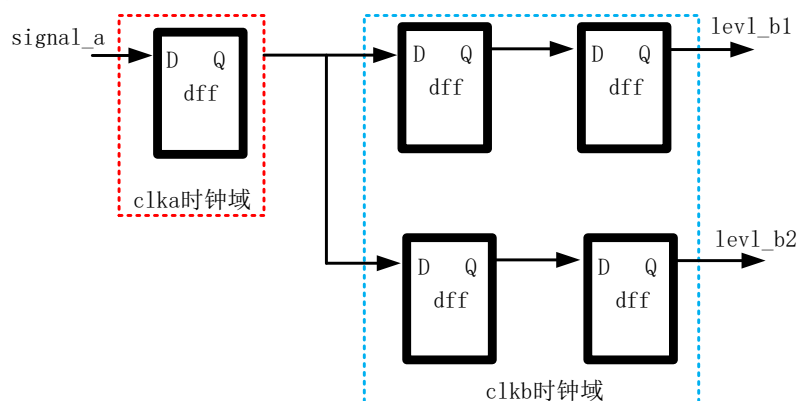 signal_a
D Q
dff
clka时钟域
D Q
dff
D Q
dff
levl_b1
D Q
dff
D Q
dff
levl_b2
clkb时钟域